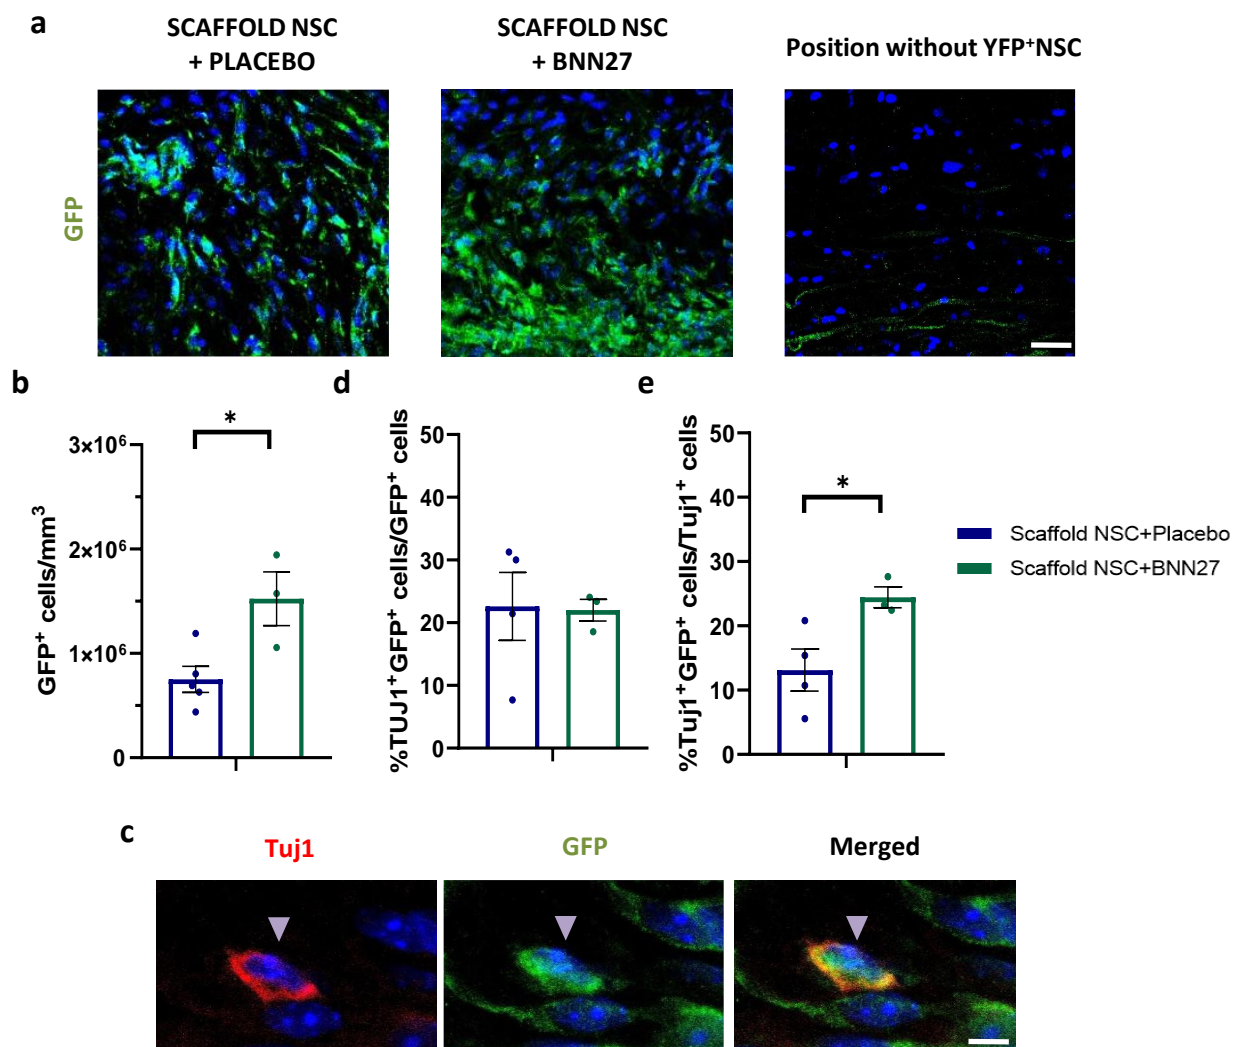 a
SCAFFOLD NSC
+ PLACEBO
SCAFFOLD NSC
+ BNN27
Position without YFP⁺NSC
GFP
b
d
e
*
3×10⁶
2×10⁶
1×10⁶
0
GFP⁺ cells/mm³
50
40
30
20
10
0
%TUJ1⁺GFP⁺ cells/GFP⁺ cells
*
50
40
30
20
10
0
%Tuj1⁺GFP⁺ cells/Tuj1⁺ cells
Scaffold NSC+Placebo
Scaffold NSC+BNN27
c
Tuj1
GFP
Merged